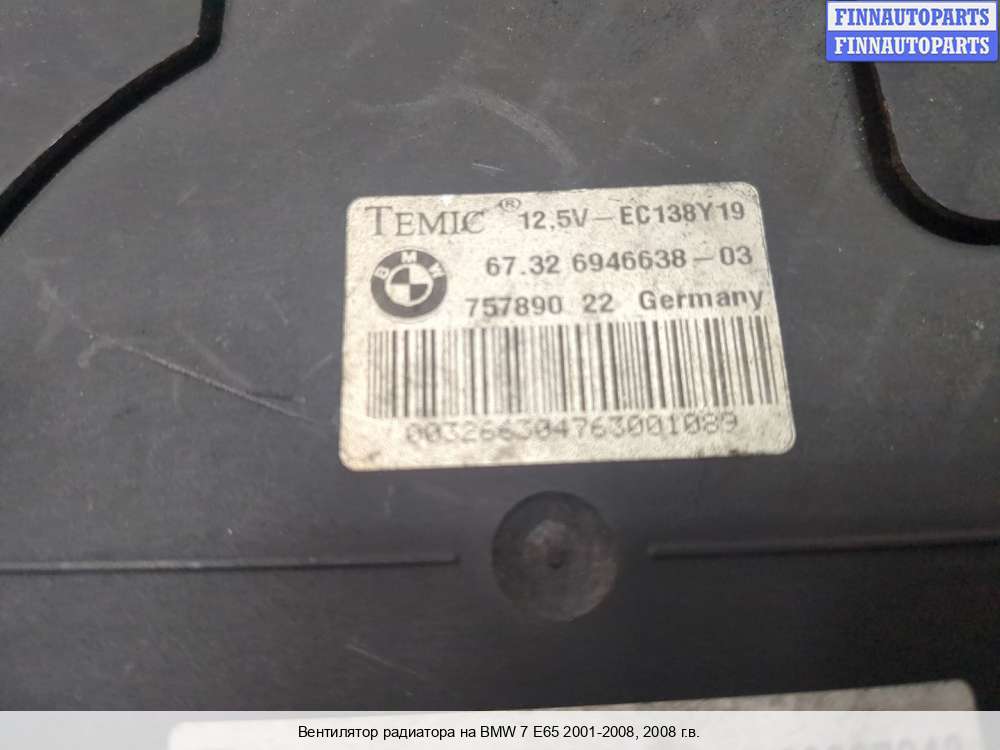 FINNAUTOPARTS
FINNAUTOPARTS
TEMIC ® 12,5V - EC138Y19
BMW
67.32 6946638 - 03
757890 22 Germany
003266304763001089
Вентилятор радиатора на BMW 7 E65 2001-2008, 2008 г.в.